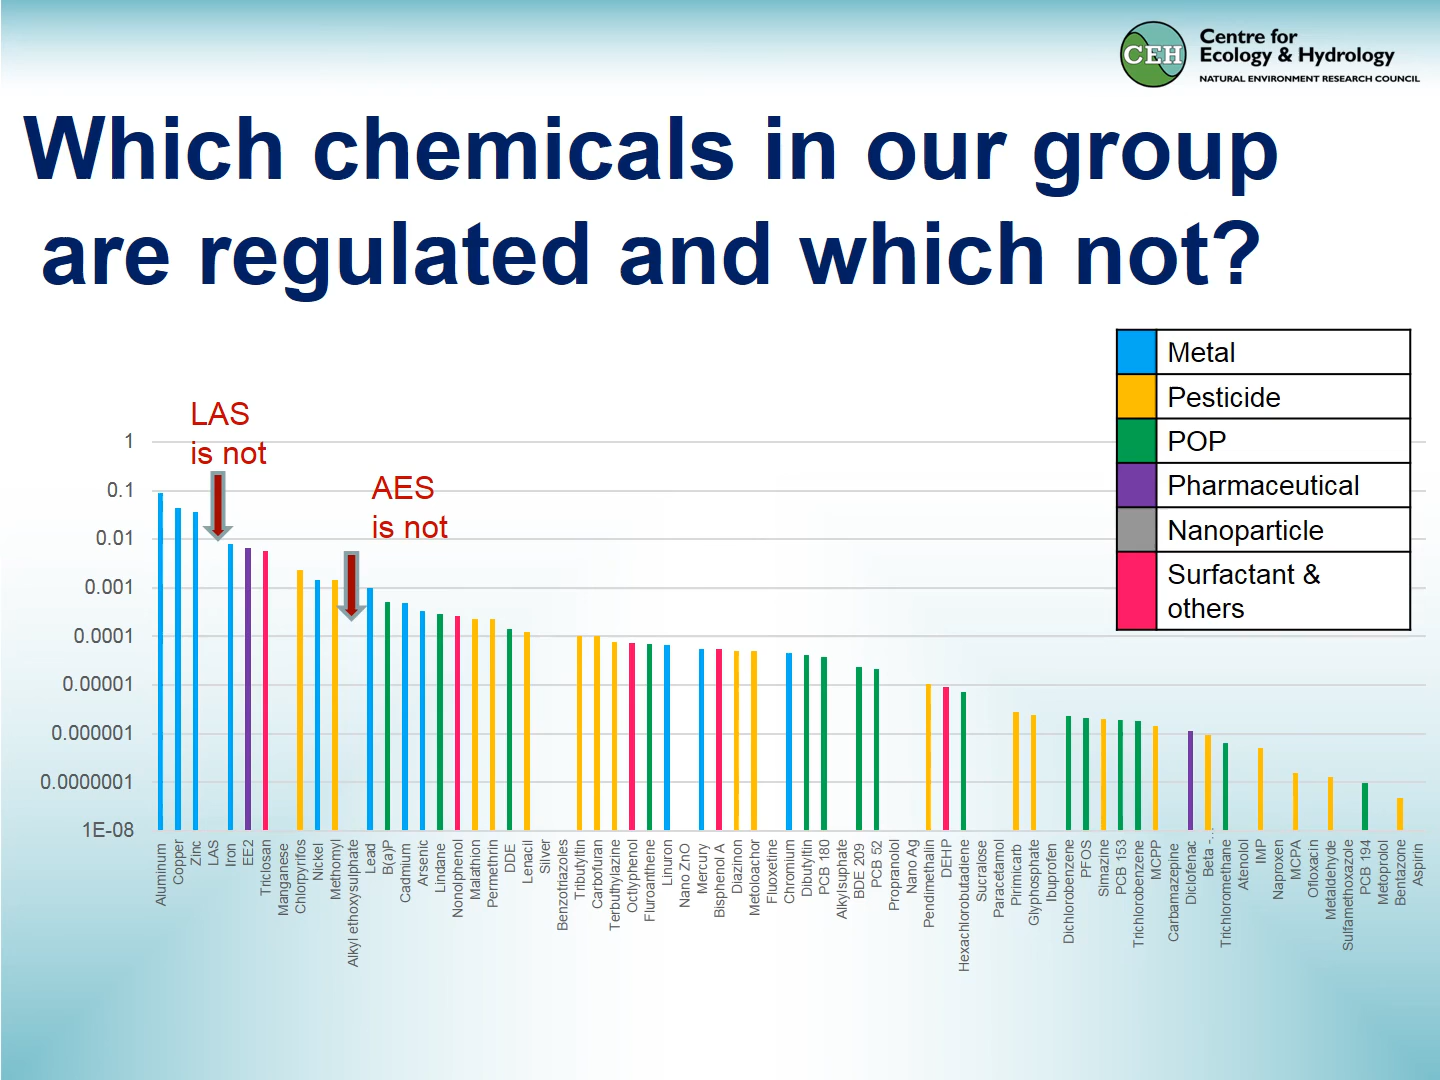 CEH
Centre for
Ecology & Hydrology
NATURAL ENVIRONMENT RESEARCH COUNCIL
Which chemicals in our group
are regulated and which not?
Metal
Pesticide
POP
Pharmaceutical
Nanoparticle
Surfactant &
others
LAS
is not
AES
is not
1
0.1
0.01
0.001
0.0001
0.00001
0.000001
0.0000001
1E-08
Aluminum
Copper
Zinc
LAS
Iron
EE2
Triclosan
Manganese
Chlorpyrifos
Nickel
Methomyl
Alkyl ethoxysulphate
Lead
B(a)P
Cadmium
Arsenic
Lindane
Nonolphenol
Malathion
Permethrin
DDE
Lenacil
Silver
Benzotriazoles
Tributyltin
Carbofuran
Terbuthylazine
Octyphenol
Fluroanthene
Linuron
Nano ZnO
Mercury
Bisphenol A
Diazinon
Metoloachor
Fluoxetine
Chromium
Dibutyltin
PCB 180
Alkylsuphate
BDE 209
PCB 52
Propranolol
Nano Ag
Pendimethalin
DEHP
Hexachlorobutadiene
Sucralose
Paracetamol
Pirimicarb
Glyphosphate
Ibuprofen
Dichlorobenzene
PFOS
Simazine
PCB 153
Trichlorobenzene
MCPP
Carbamazepine
Diclofenac
Beta -…
Trichloromethane
Atenolol
IMP
Naproxen
MCPA
Ofloxacin
Metaldehyde
Sulfamethoxazole
PCB 194
Metoprolol
Bentazone
Aspirin